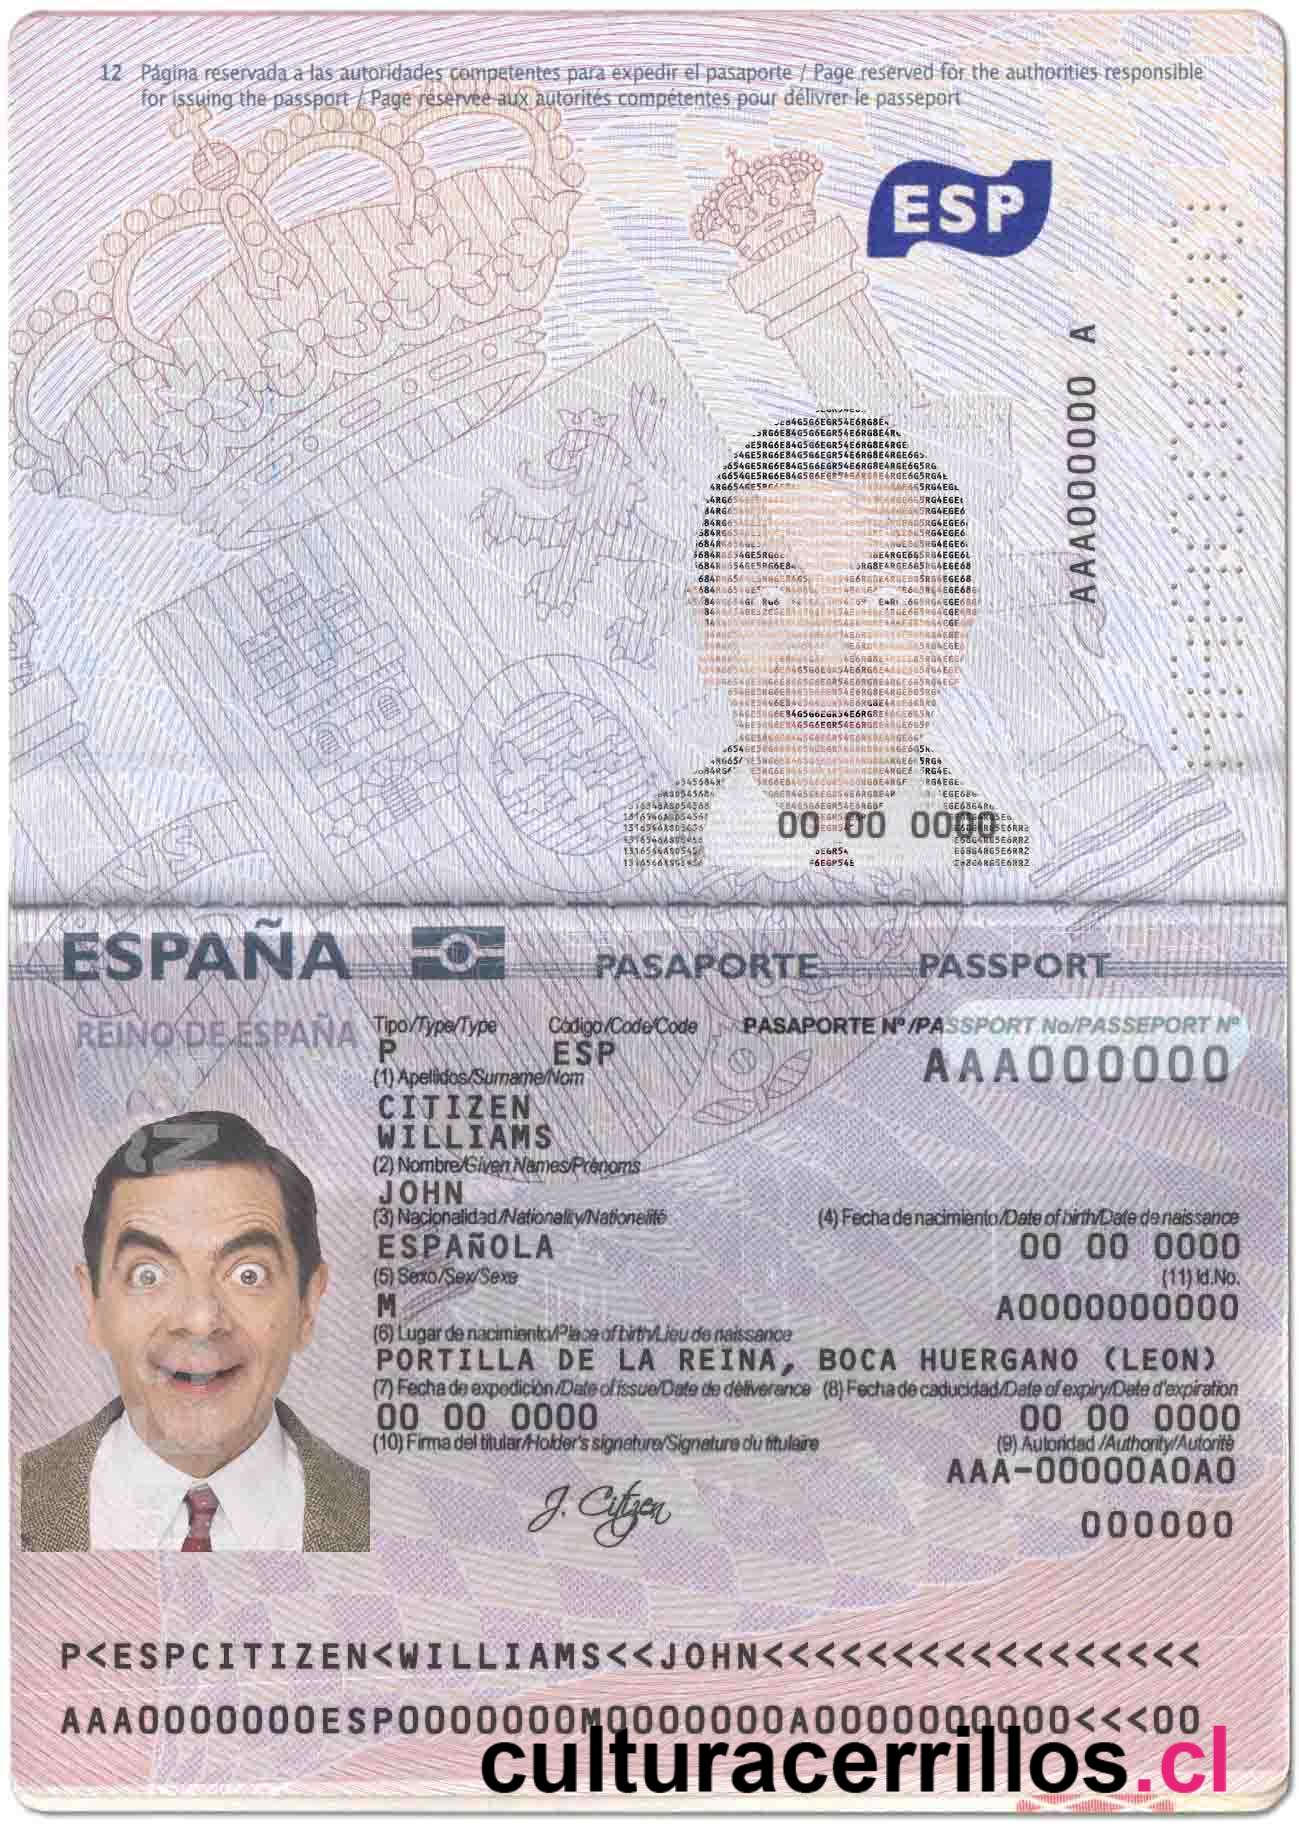 12 Página reservada a las autoridades competentes para expedir el pasaporte / Page reserved for the authorities responsible
for issuing the passport / Page réservée aux autorités compétentes pour délivrer le passeport
ESP
AAA000000 A
00 00 0000
ESPAÑA PASAPORTE PASSPORT
REINO DE ESPAÑA
Tipo/Type/Type Código/Code/Code PASAPORTE Nº/PASSPORT No/PASSEPORT Nº
P ESP AAA000000
(1) Apellidos/Surname/Nom
CITIZEN
WILLIAMS
(2) Nombre/Given Names/Prénoms
JOHN
(3) Nacionalidad/Nationality/Nationalité (4) Fecha de nacimiento/Date of birth/Date de naissance
ESPAÑOLA 00 00 0000
(5) Sexo/Sex/Sexe (11) Id.No.
M A0000000000
(6) Lugar de nacimiento/Place of birth/Lieu de naissance
PORTILLA DE LA REINA, BOCA HUERGANO (LEON)
(7) Fecha de expedición/Date of issue/Date de délivrance (8) Fecha de caducidad/Date of expiry/Date d'expiration
00 00 0000 00 00 0000
(10) Firma del titular/Holder's signature/Signature du titulaire (9) Autoridad/Authority/Autorité
AAA-00000A0A0
J. Citizen
000000
P<ESPCITIZEN<WILLIAMS<<JOHN<<<<<<<<<<<<<<<<<
AAA0000000ESP0000000M0000000A0000000000<<<00
culturacerrillos.cl